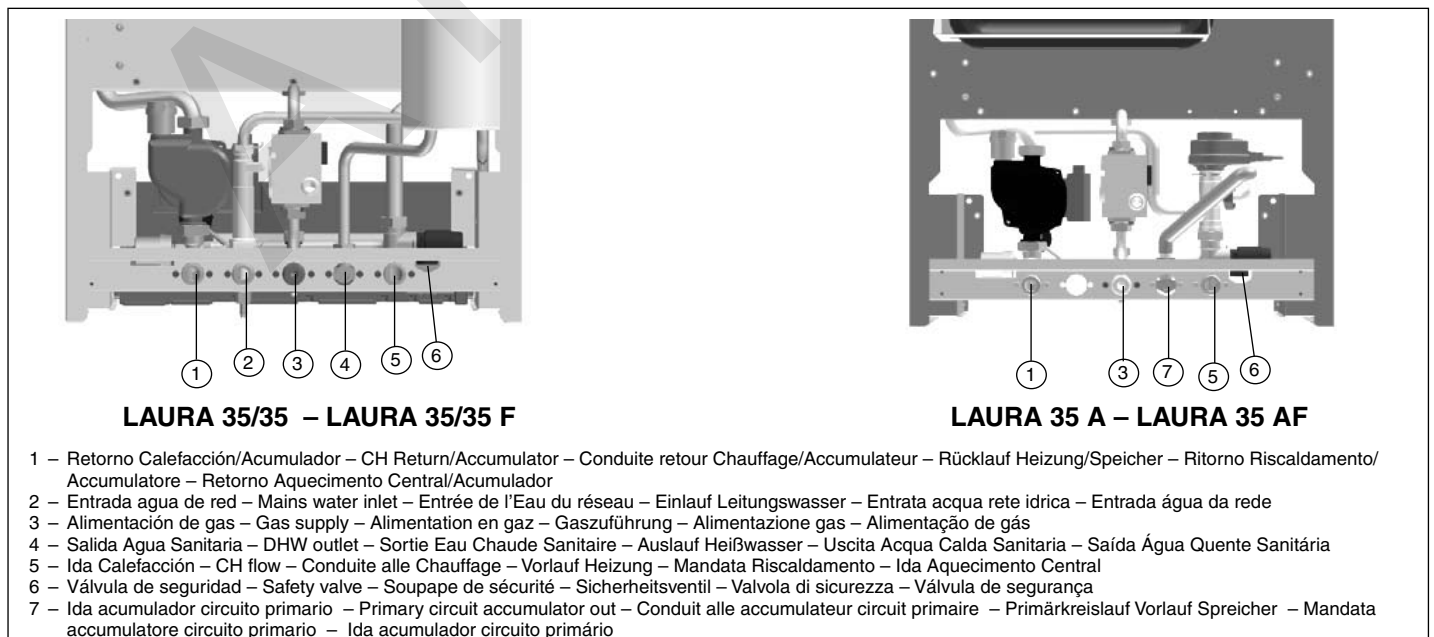 1
2
3
4
5
6
1
3
7
5
6
LAURA 35/35 – LAURA 35/35 F
LAURA 35 A – LAURA 35 AF
1 – Retorno Calefacción/Acumulador – CH Return/Accumulator – Conduite retour Chauffage/Accumulateur – Rücklauf Heizung/Speicher – Ritorno Riscaldamento/
Accumulatore – Retorno Aquecimento Central/Acumulador
2 – Entrada agua de red – Mains water inlet – Entrée de l'Eau du réseau – Einlauf Leitungswasser – Entrata acqua rete idrica – Entrada água da rede
3 – Alimentación de gas – Gas supply – Alimentation en gaz – Gaszuführung – Alimentazione gas – Alimentação de gás
4 – Salida Agua Sanitaria – DHW outlet – Sortie Eau Chaude Sanitaire – Auslauf Heißwasser – Uscita Acqua Calda Sanitaria – Saída Água Quente Sanitária
5 – Ida Calefacción – CH flow – Conduite alle Chauffage – Vorlauf Heizung – Mandata Riscaldamento – Ida Aquecimento Central
6 – Válvula de seguridad – Safety valve – Soupape de sécurité – Sicherheitsventil – Valvola di sicurezza – Válvula de segurança
7 – Ida acumulador circuito primario – Primary circuit accumulator out – Conduit alle accumulateur circuit primaire – Primärkreislauf Vorlauf Spreicher – Mandata
accumulatore circuito primario – Ida acumulador circuito primário